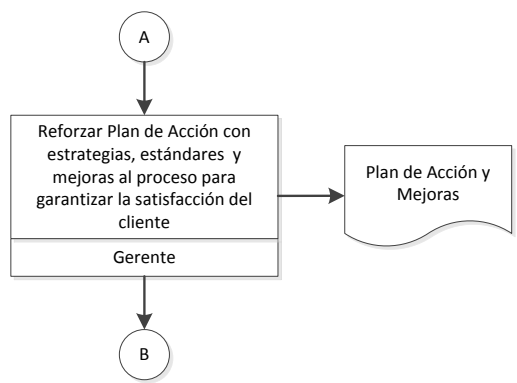 A
Reforzar Plan de Acción con
estrategias, estándares y
mejoras al proceso para
garantizar la satisfacción del
cliente
Gerente
Plan de Acción y
Mejoras
B